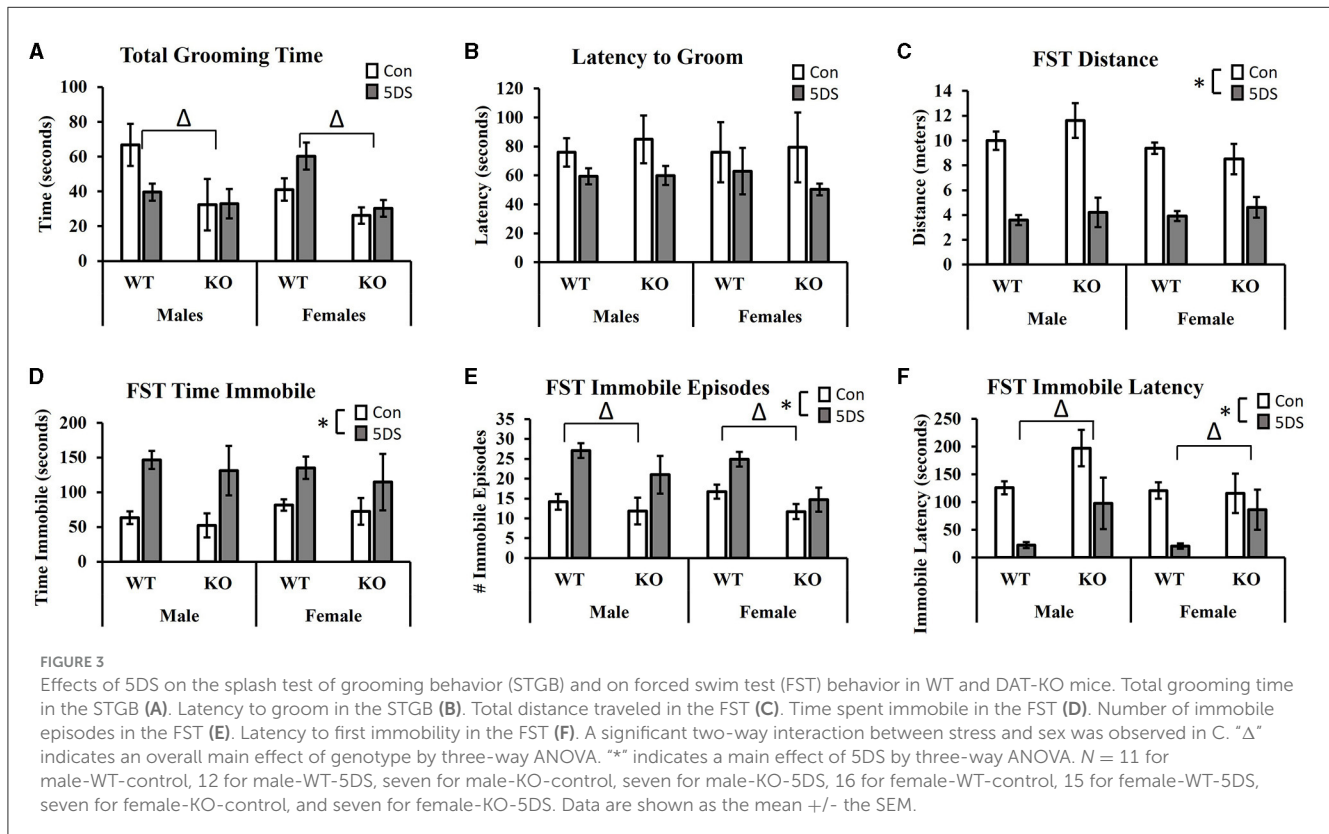 A
Total Grooming Time
Con
5DS
Δ
Δ
Time (seconds)
100
80
60
40
20
0
WT
KO
WT
KO
Males
Females
B
Latency to Groom
Con
5DS
Latency (seconds)
120
100
80
60
40
20
0
WT
KO
WT
KO
Males
Females
C
FST Distance
*
Con
5DS
Distance (meters)
14
12
10
8
6
4
2
0
WT
KO
WT
KO
Male
Female
D
FST Time Immobile
*
Con
5DS
Time Immobile (seconds)
200
150
100
50
0
WT
KO
WT
KO
Male
Female
E
FST Immobile Episodes
Δ
Δ
*
Con
5DS
# Immobile Episodes
35
30
25
20
15
10
5
0
WT
KO
WT
KO
Male
Female
F
FST Immobile Latency
Δ
Δ
*
Con
5DS
Immobile Latency (seconds)
250
200
150
100
50
0
WT
KO
WT
KO
Male
Female
FIGURE 3
Effects of 5DS on the splash test of grooming behavior (STGB) and on forced swim test (FST) behavior in WT and DAT-KO mice. Total grooming time
in the STGB (A). Latency to groom in the STGB (B). Total distance traveled in the FST (C). Time spent immobile in the FST (D). Number of immobile
episodes in the FST (E). Latency to first immobility in the FST (F). A significant two-way interaction between stress and sex was observed in C. "Δ"
indicates an overall main effect of genotype by three-way ANOVA. "*" indicates a main effect of 5DS by three-way ANOVA. N = 11 for
male-WT-control, 12 for male-WT-5DS, seven for male-KO-control, seven for male-KO-5DS, 16 for female-WT-control, 15 for female-WT-5DS,
seven for female-KO-control, and seven for female-KO-5DS. Data are shown as the mean +/- the SEM.